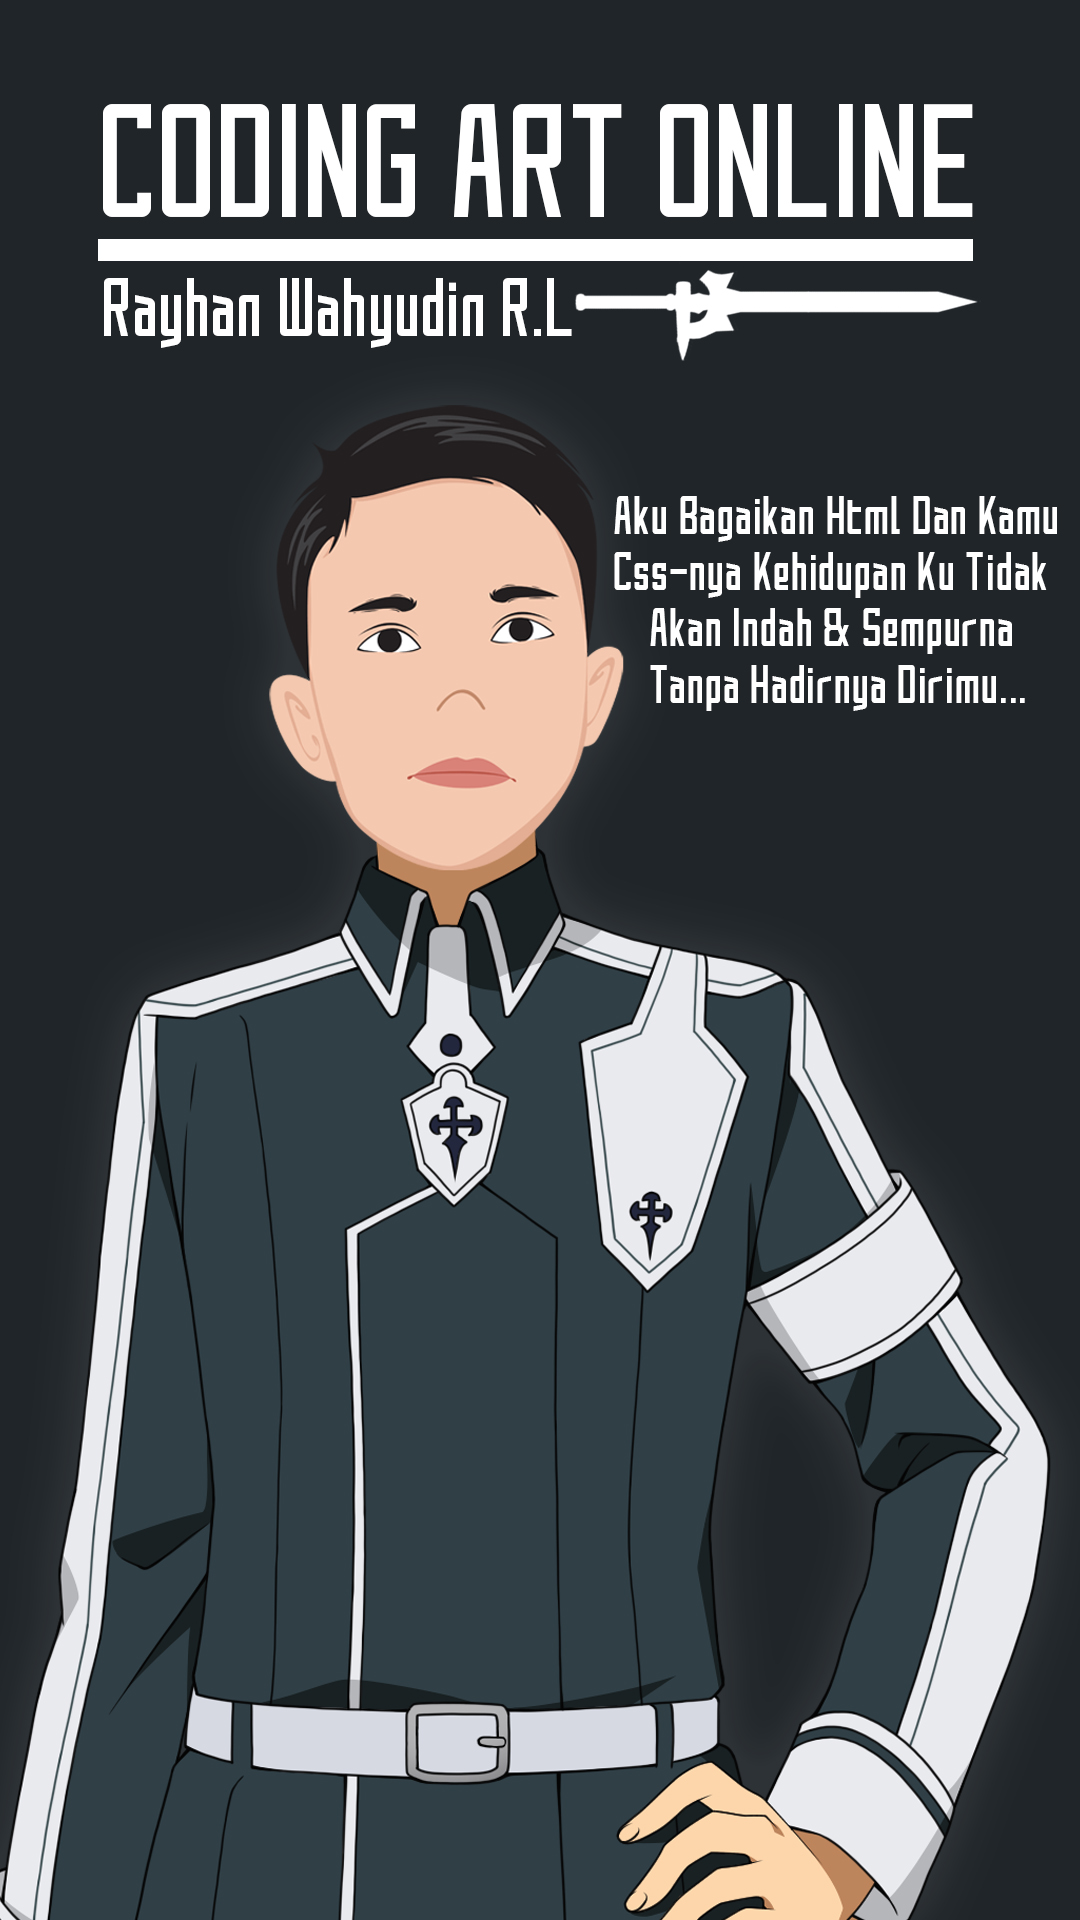 CODING ART ONLINE
Rayhan Wahyudin R.L
Aku Bagaikan Html Dan Kamu
Css-nya Kehidupan Ku Tidak
Akan Indah & Sempurna
Tanpa Hadirnya Dirimu...